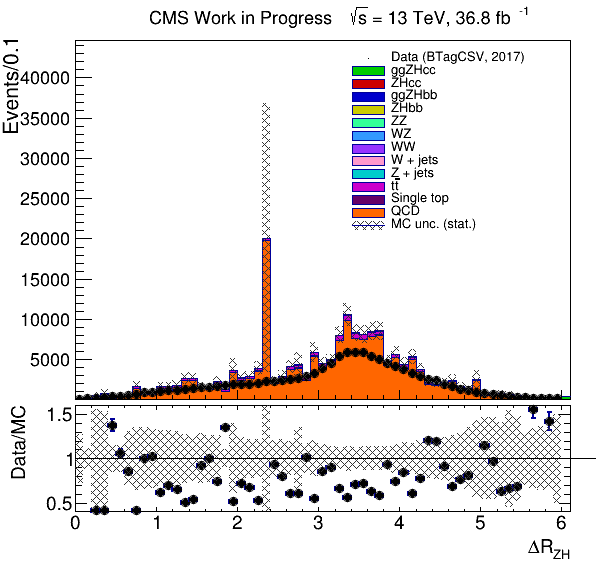 CMS Work in Progress √s = 13 TeV, 36.8 fb⁻¹
Events/0.1
40000
35000
30000
25000
20000
15000
10000
5000
Data (BTagCSV, 2017)
ggZHcc
ZHcc
ggZHbb
ZHbb
ZZ
WZ
WW
W + jets
Z + jets
tt̅
Single top
QCD
MC unc. (stat.)
Data/MC
1.5
1
0.5
0 1 2 3 4 5 6
ΔR_ZH